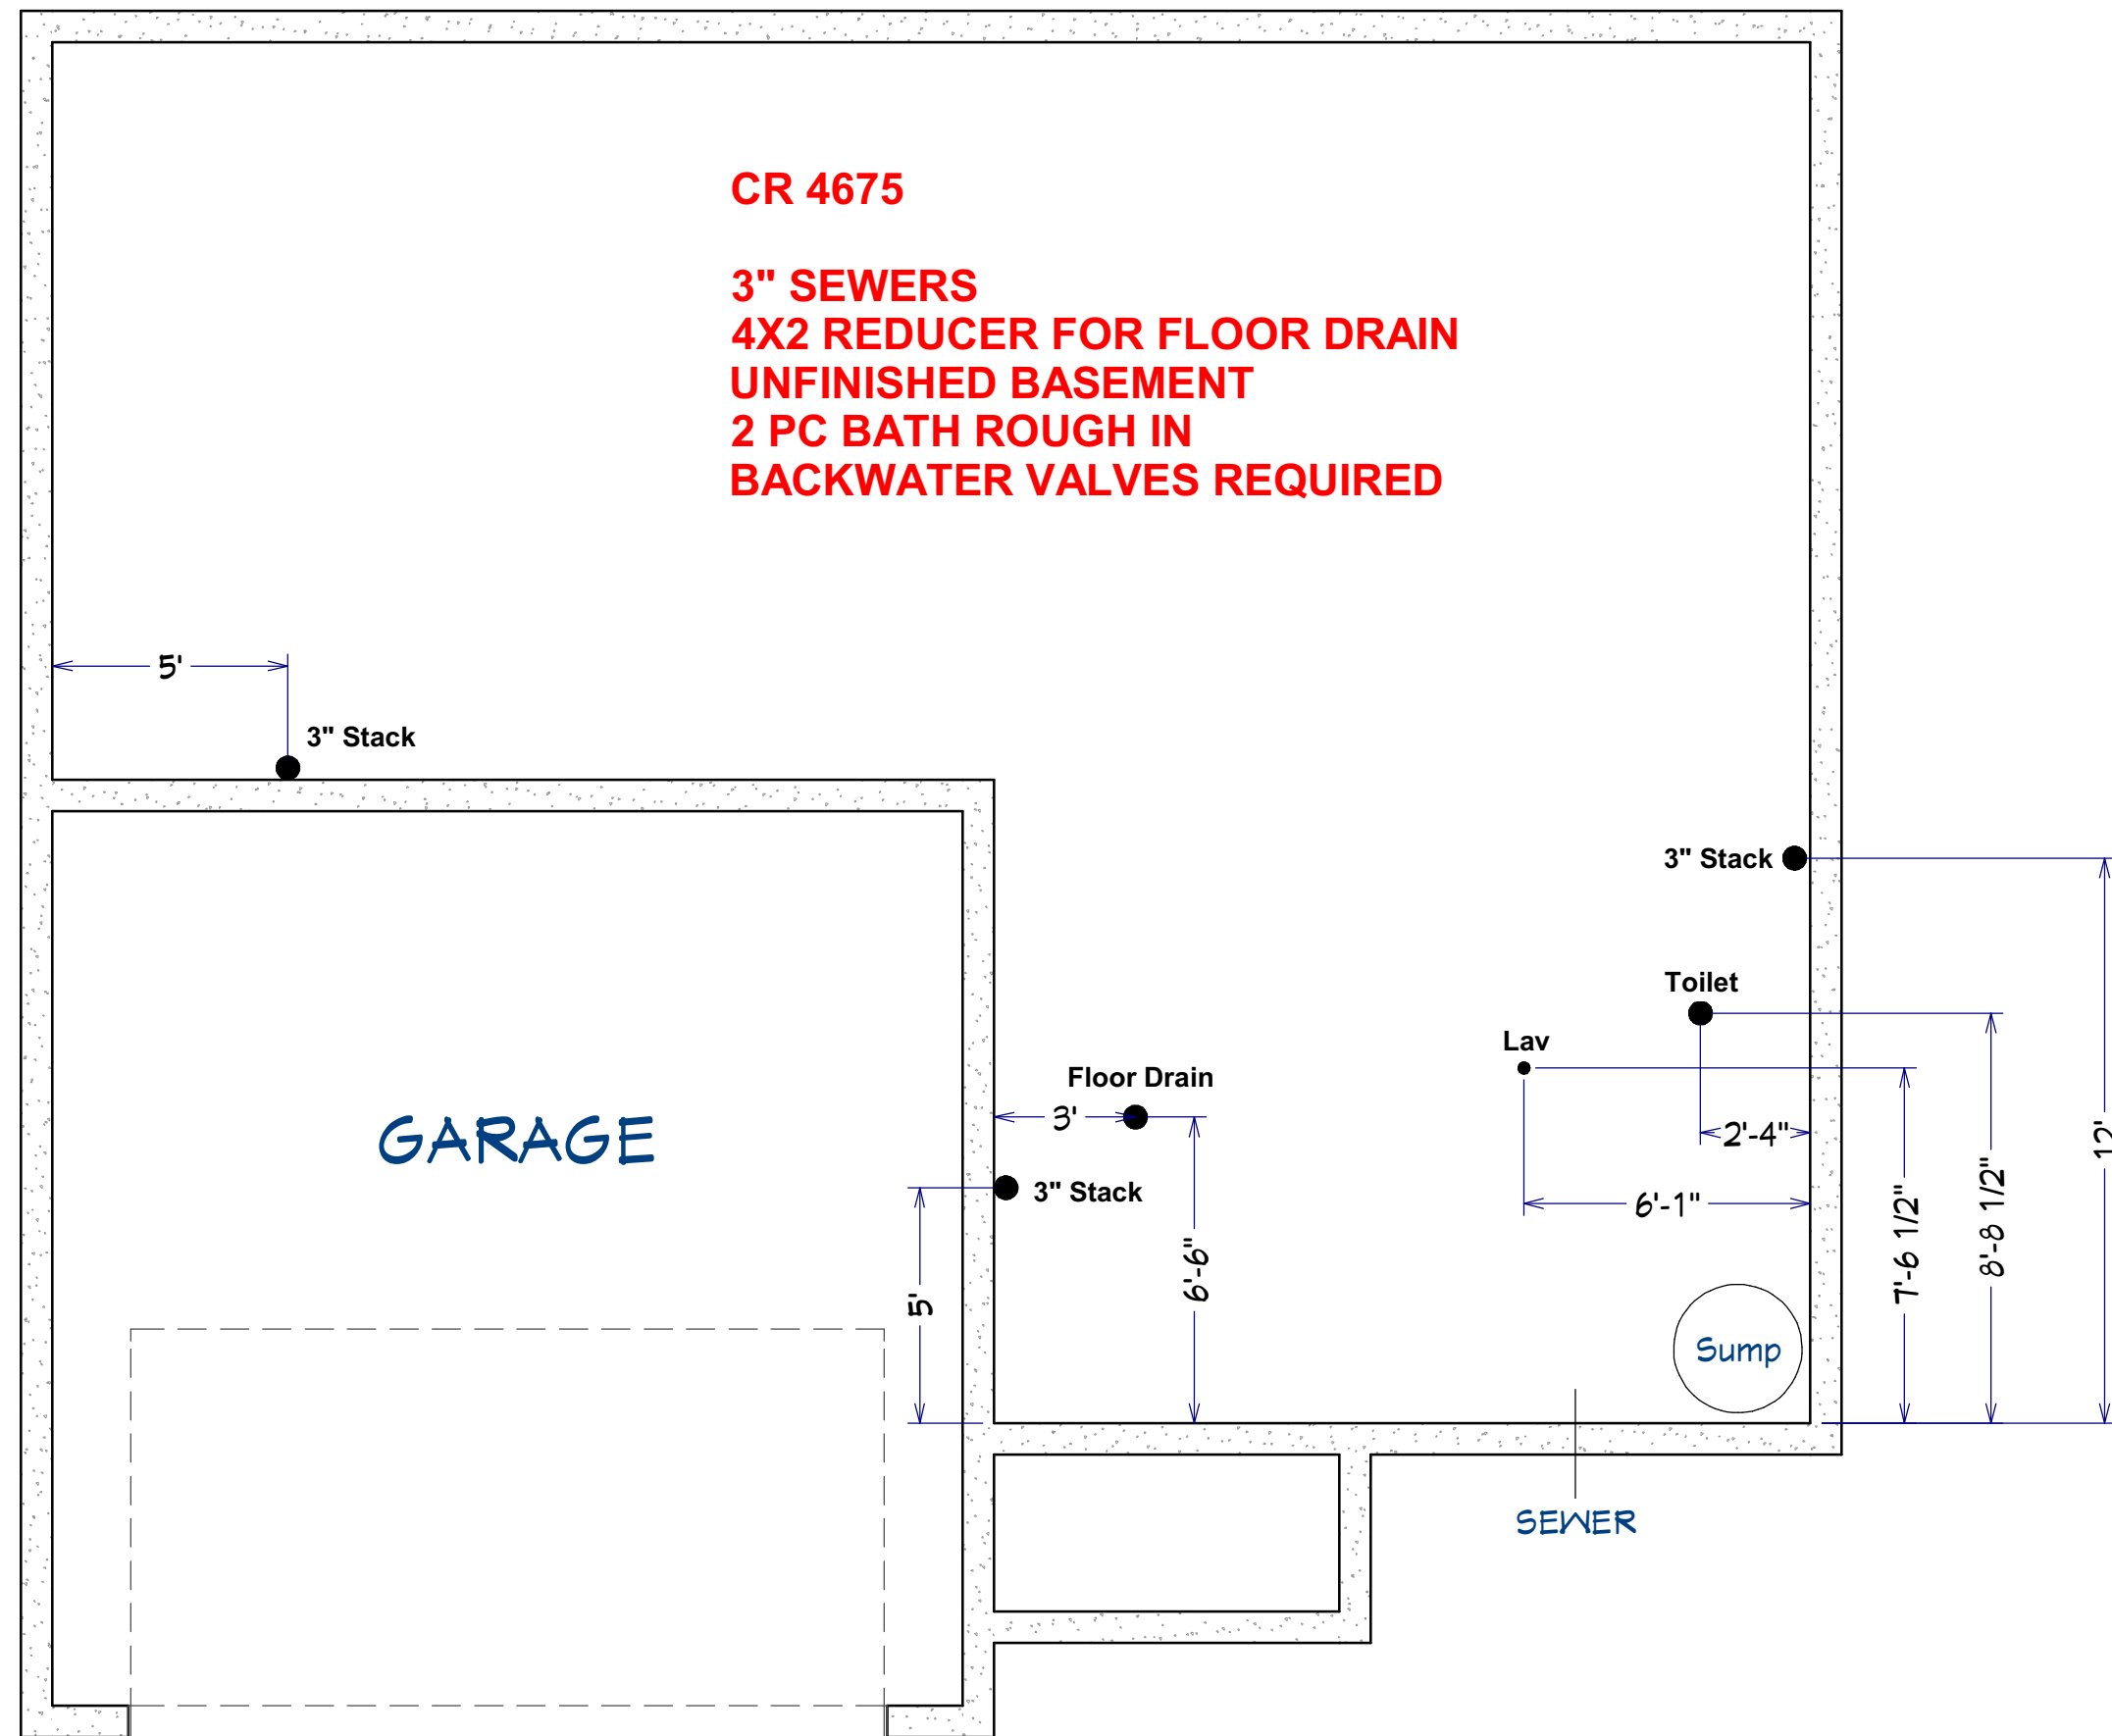 CR 4675
3" SEWERS
4X2 REDUCER FOR FLOOR DRAIN
UNFINISHED BASEMENT
2 PC BATH ROUGH IN
BACKWATER VALVES REQUIRED
5'
3" Stack
3" Stack
Toilet
Lav
Floor Drain
3'
GARAGE
2'-4"
12'
3" Stack
6'-1"
7'-6 1/2"
8'-8 1/2"
6'-6"
5'
Sump
SEWER